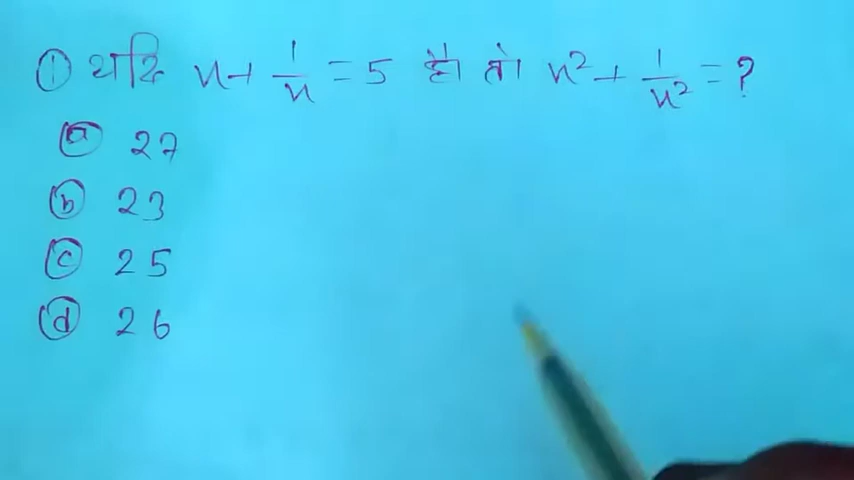 ① यदि x + 1/x = 5 हो तो x² + 1/x² = ?
ⓐ 27
ⓑ 23
ⓒ 25
ⓓ 26